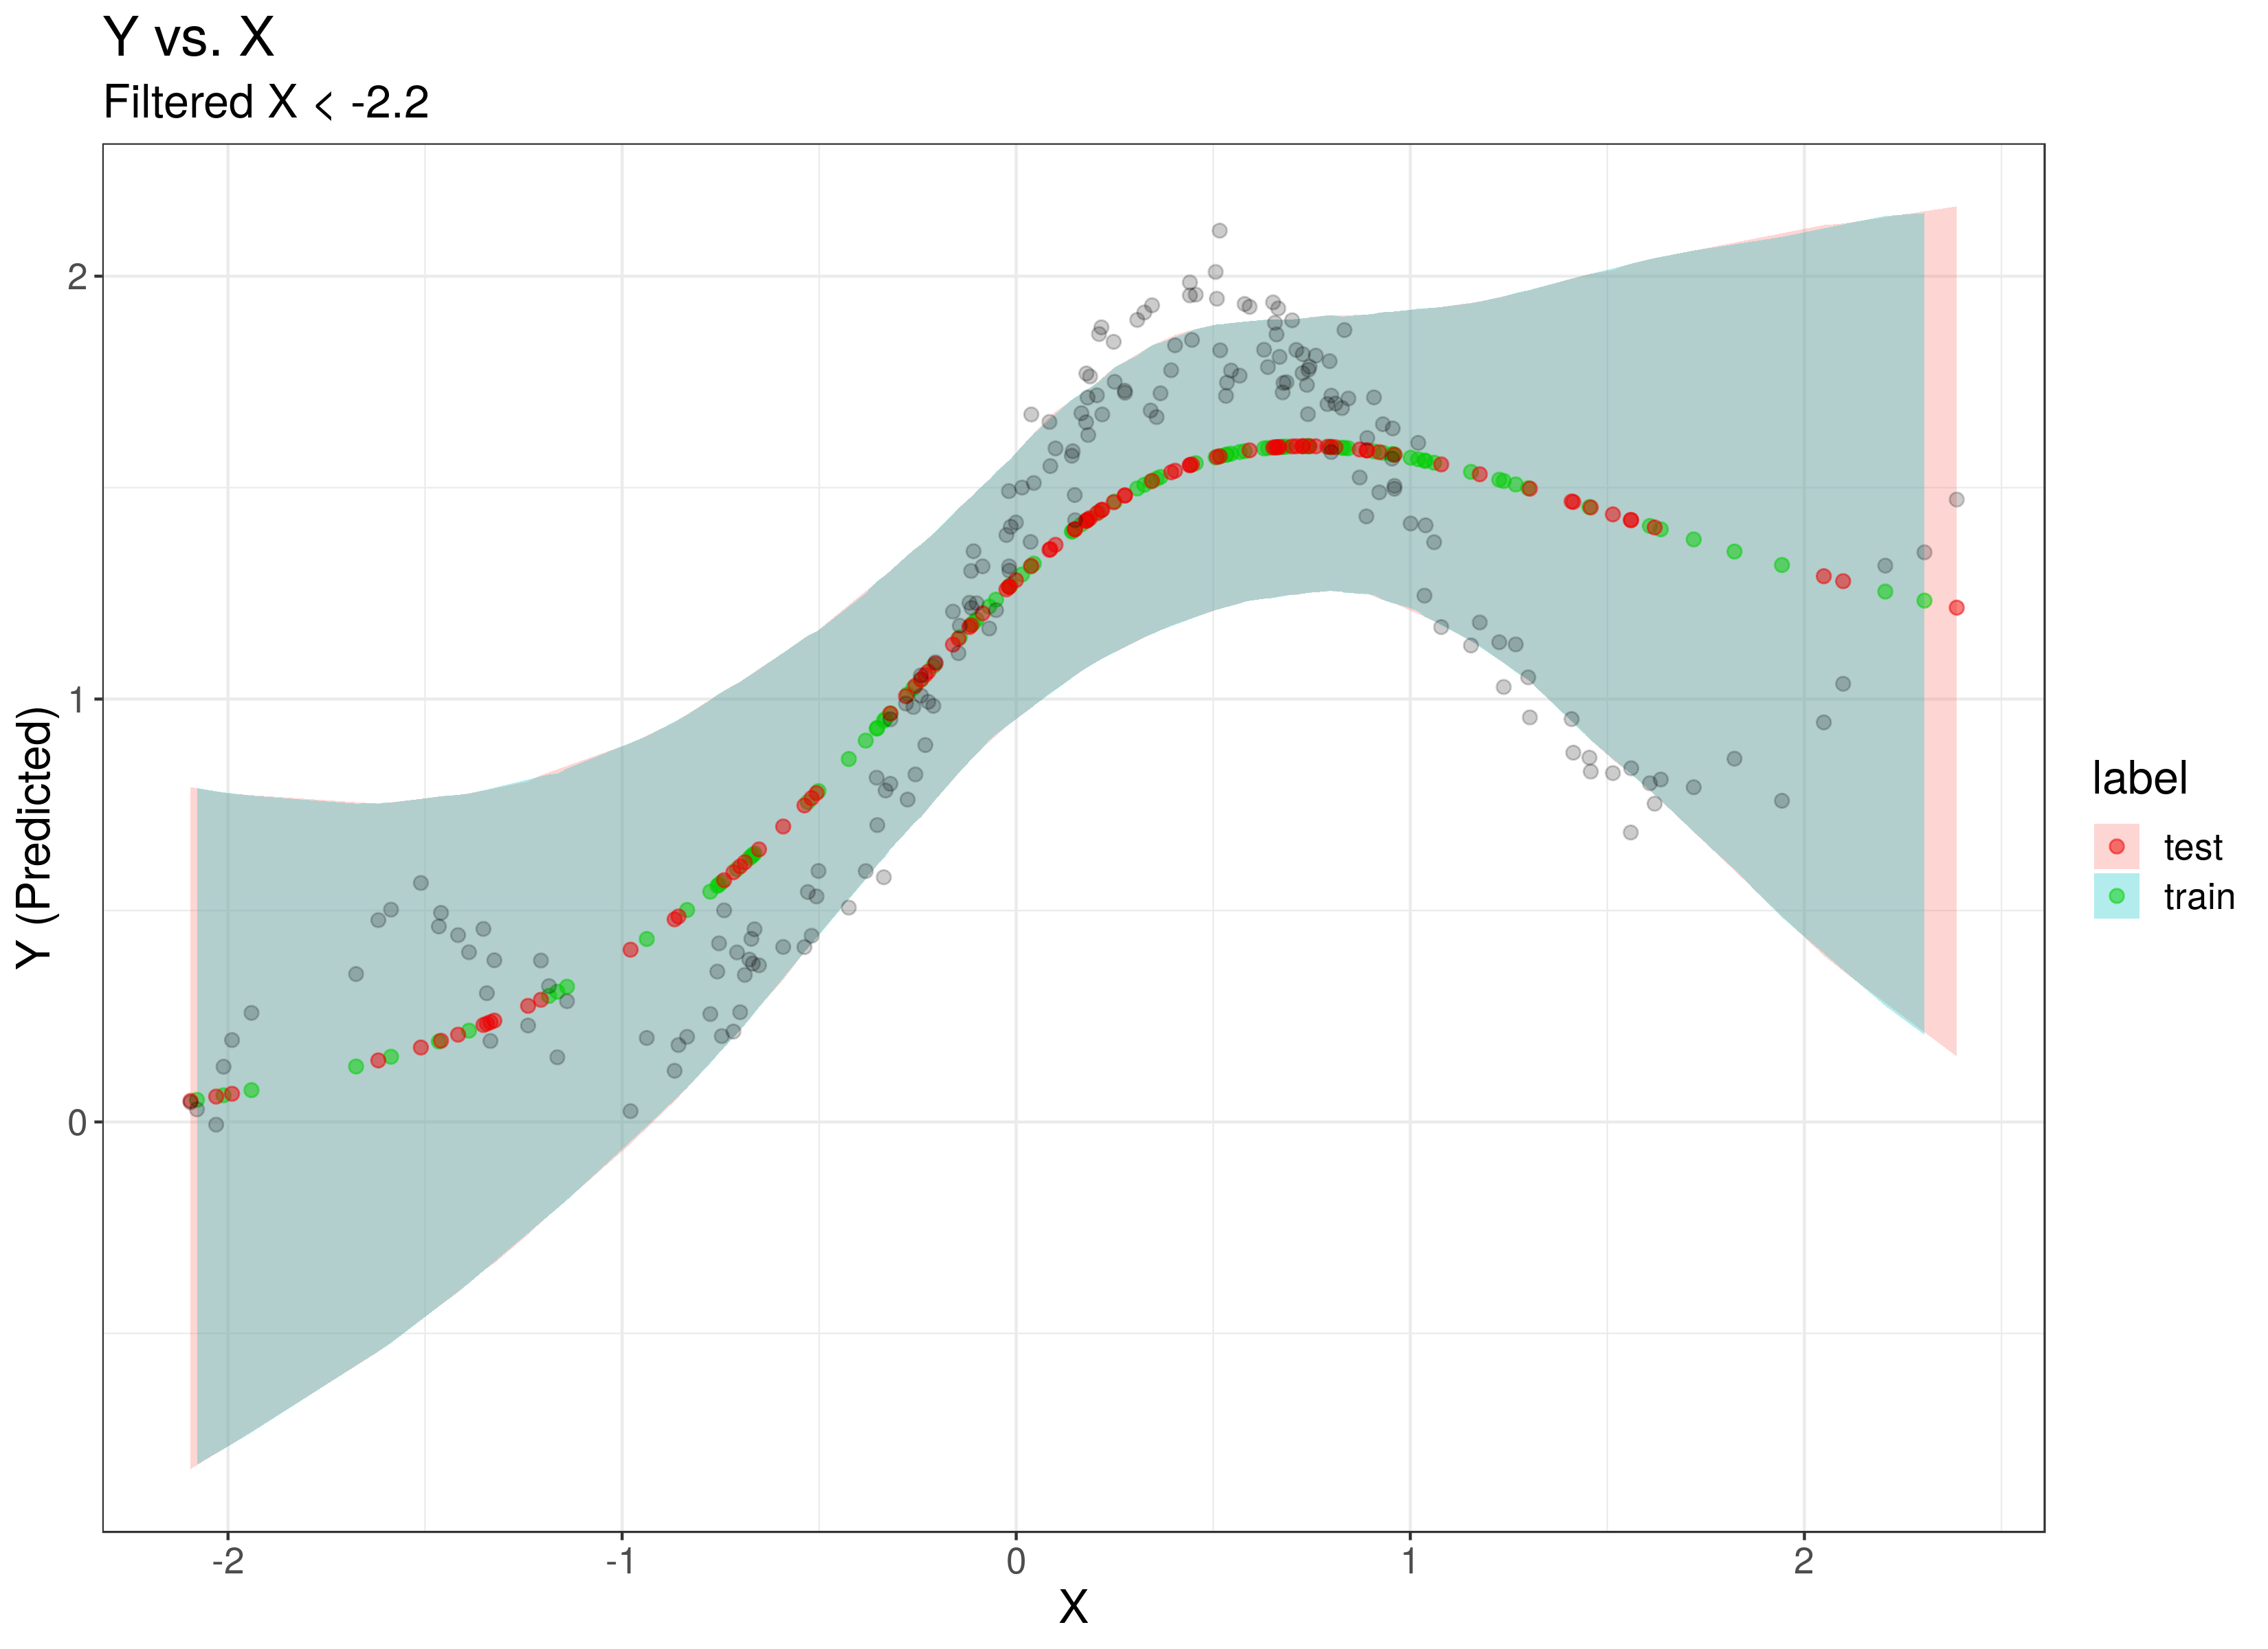 Y vs. X
Filtered X < -2.2
Y (Predicted)
2
1
0
-2
-1
0
1
2
X
label
test
train